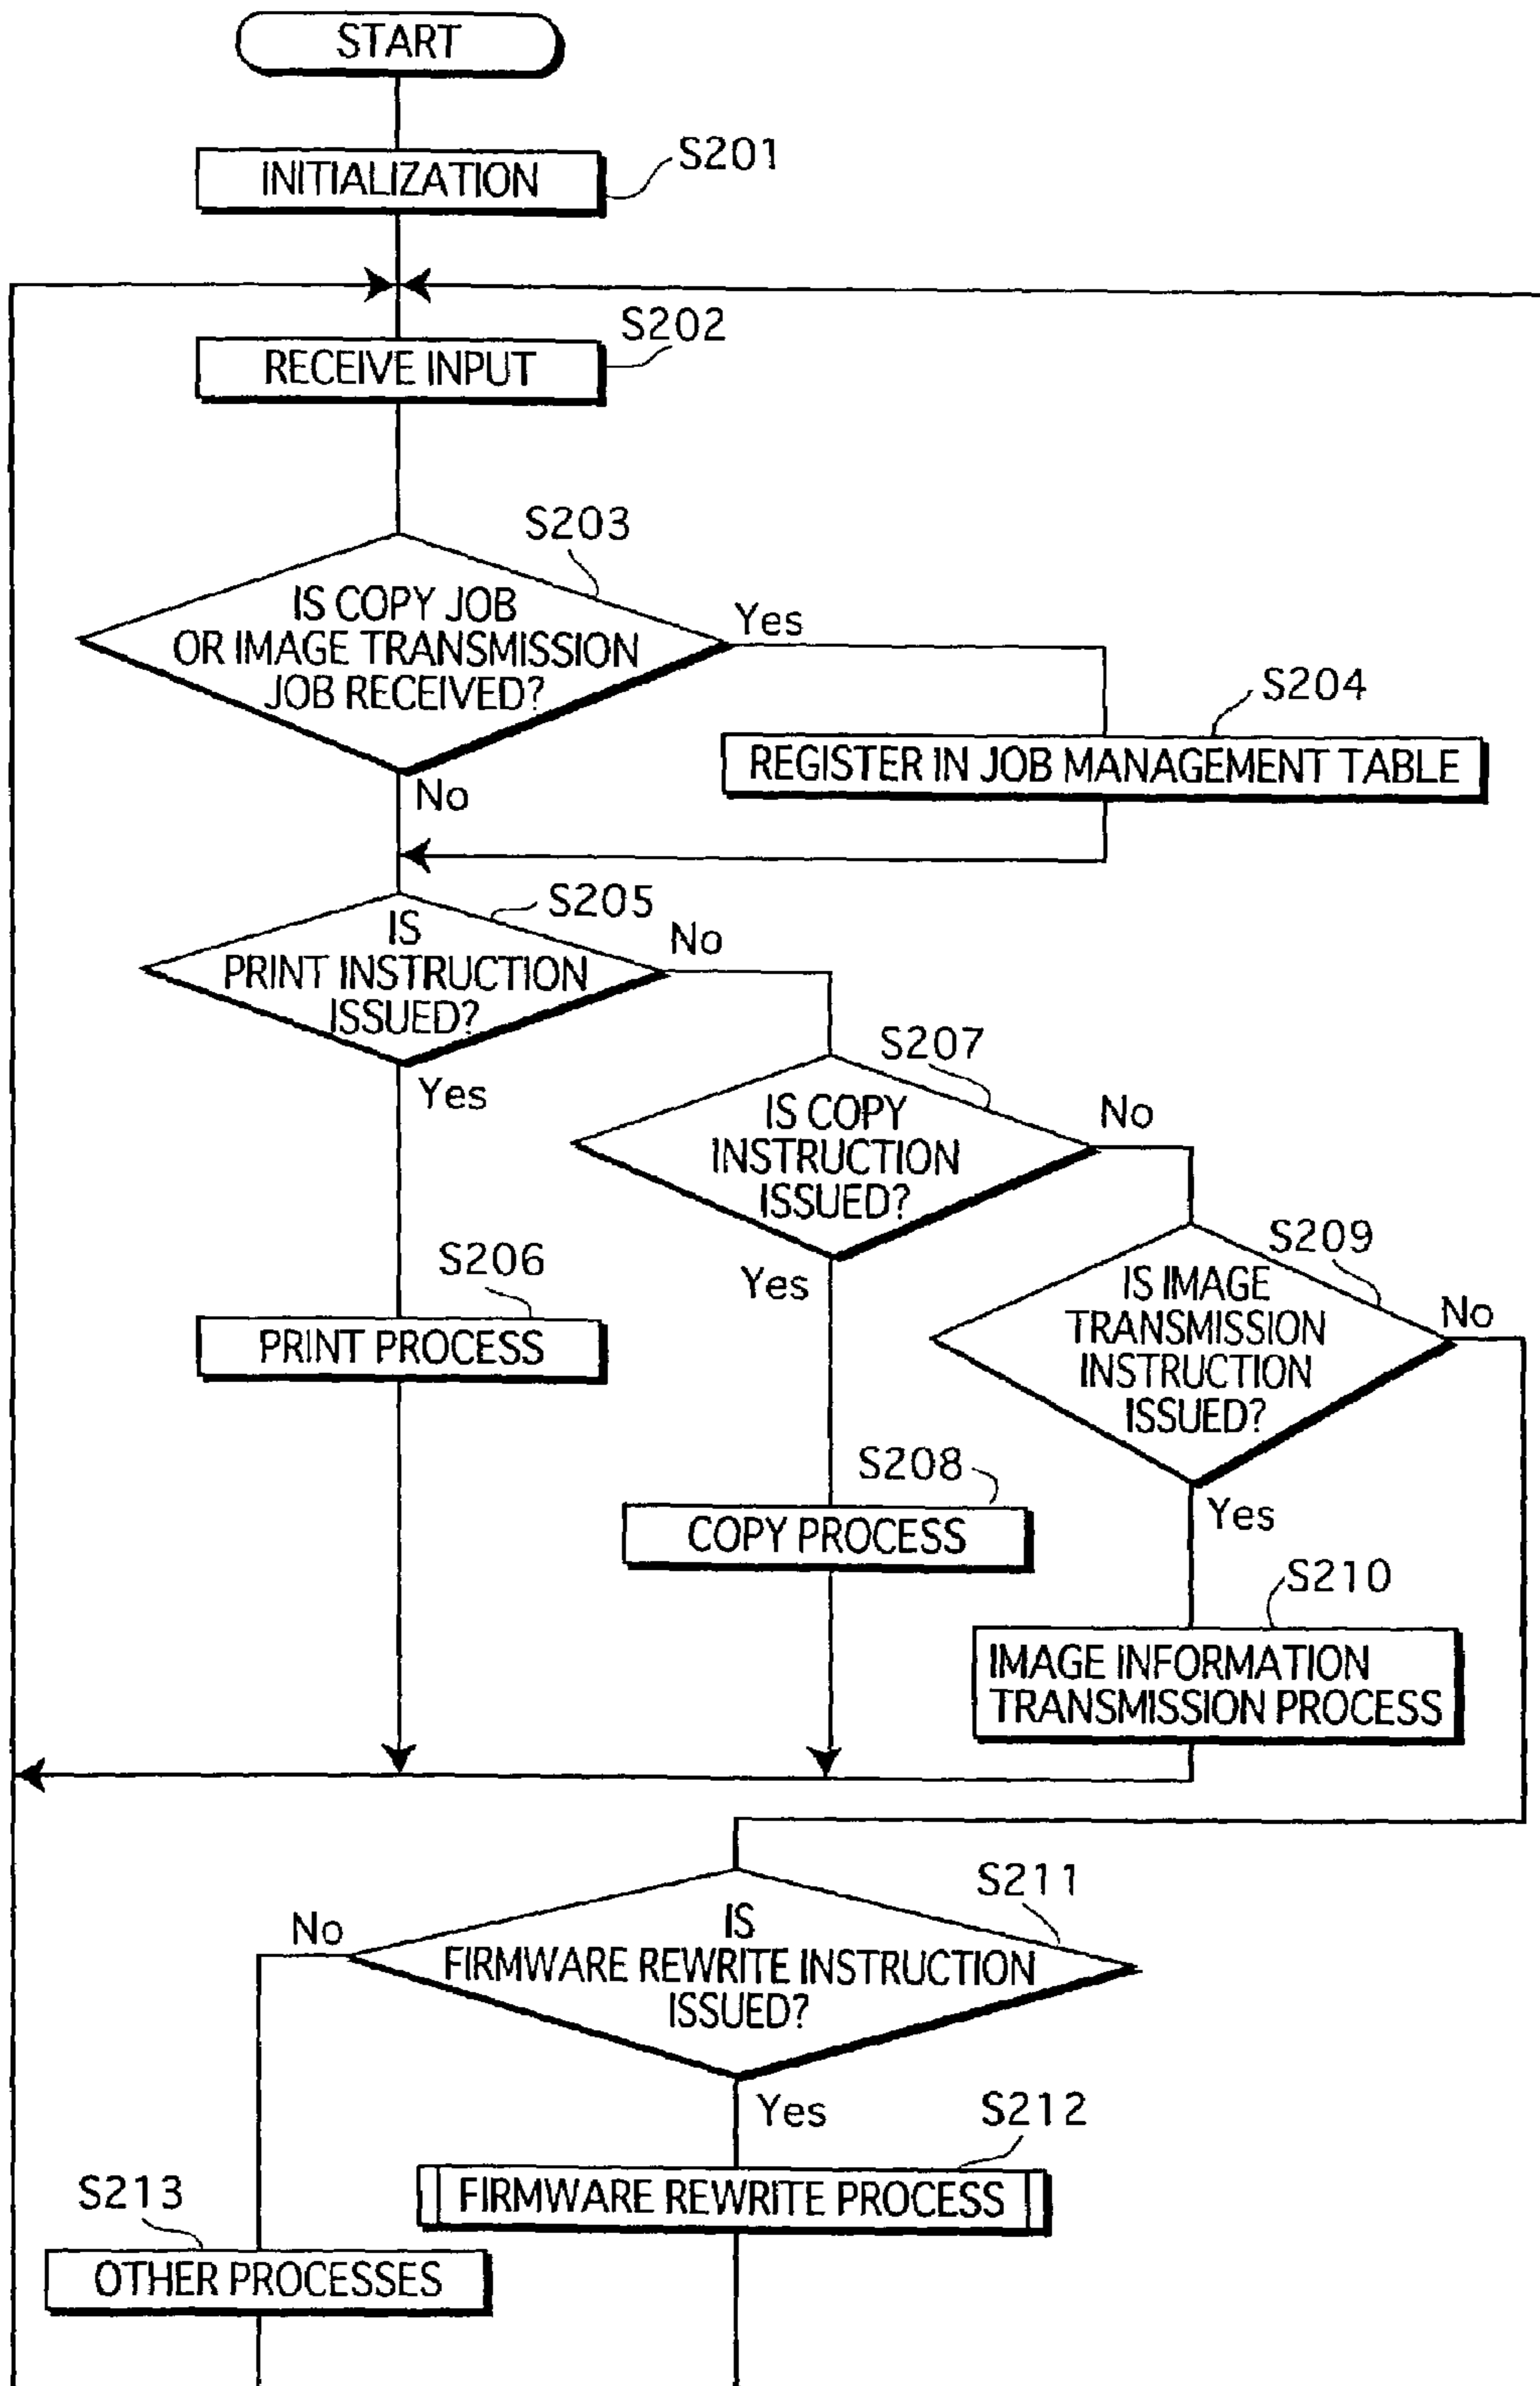 START
INITIALIZATION
S201
RECEIVE INPUT
S202
IS COPY JOB
OR IMAGE TRANSMISSION
JOB RECEIVED?
S203
Yes
No
REGISTER IN JOB MANAGEMENT TABLE
S204
IS
PRINT INSTRUCTION
ISSUED?
S205
No
Yes
PRINT PROCESS
S206
IS COPY
INSTRUCTION
ISSUED?
S207
No
Yes
COPY PROCESS
S208
IS IMAGE
TRANSMISSION
INSTRUCTION
ISSUED?
S209
No
Yes
IMAGE INFORMATION
TRANSMISSION PROCESS
S210
IS
FIRMWARE REWRITE INSTRUCTION
ISSUED?
S211
No
Yes
FIRMWARE REWRITE PROCESS
S212
OTHER PROCESSES
S213